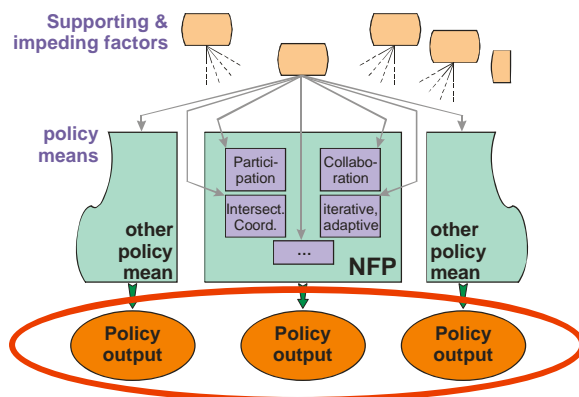 Supporting &
impeding factors
policy
means
Partici-
pation
Collabo-
ration
Intersect.
Coord.
iterative,
adaptive
...
NFP
other
policy
mean
other
policy
mean
Policy
output
Policy
output
Policy
output